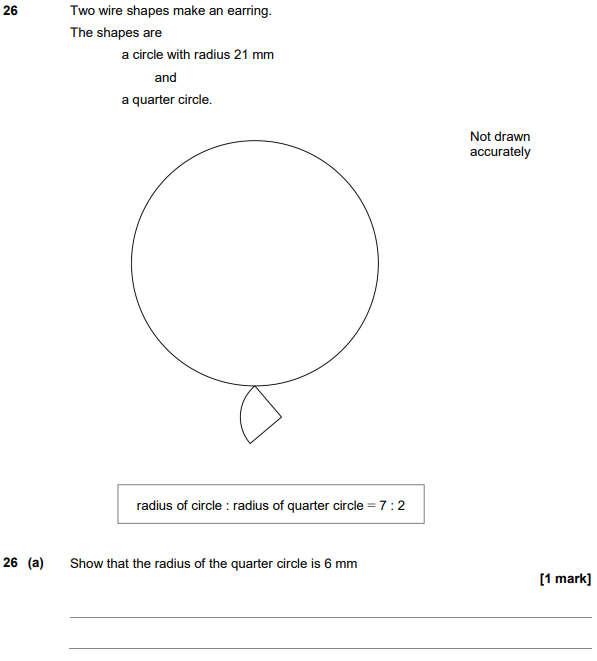 26 Two wire shapes make an earring.
The shapes are
a circle with radius 21 mm
and
a quarter circle.
Not drawn
accurately
radius of circle : radius of quarter circle = 7 : 2
26 (a) Show that the radius of the quarter circle is 6 mm
[1 mark]